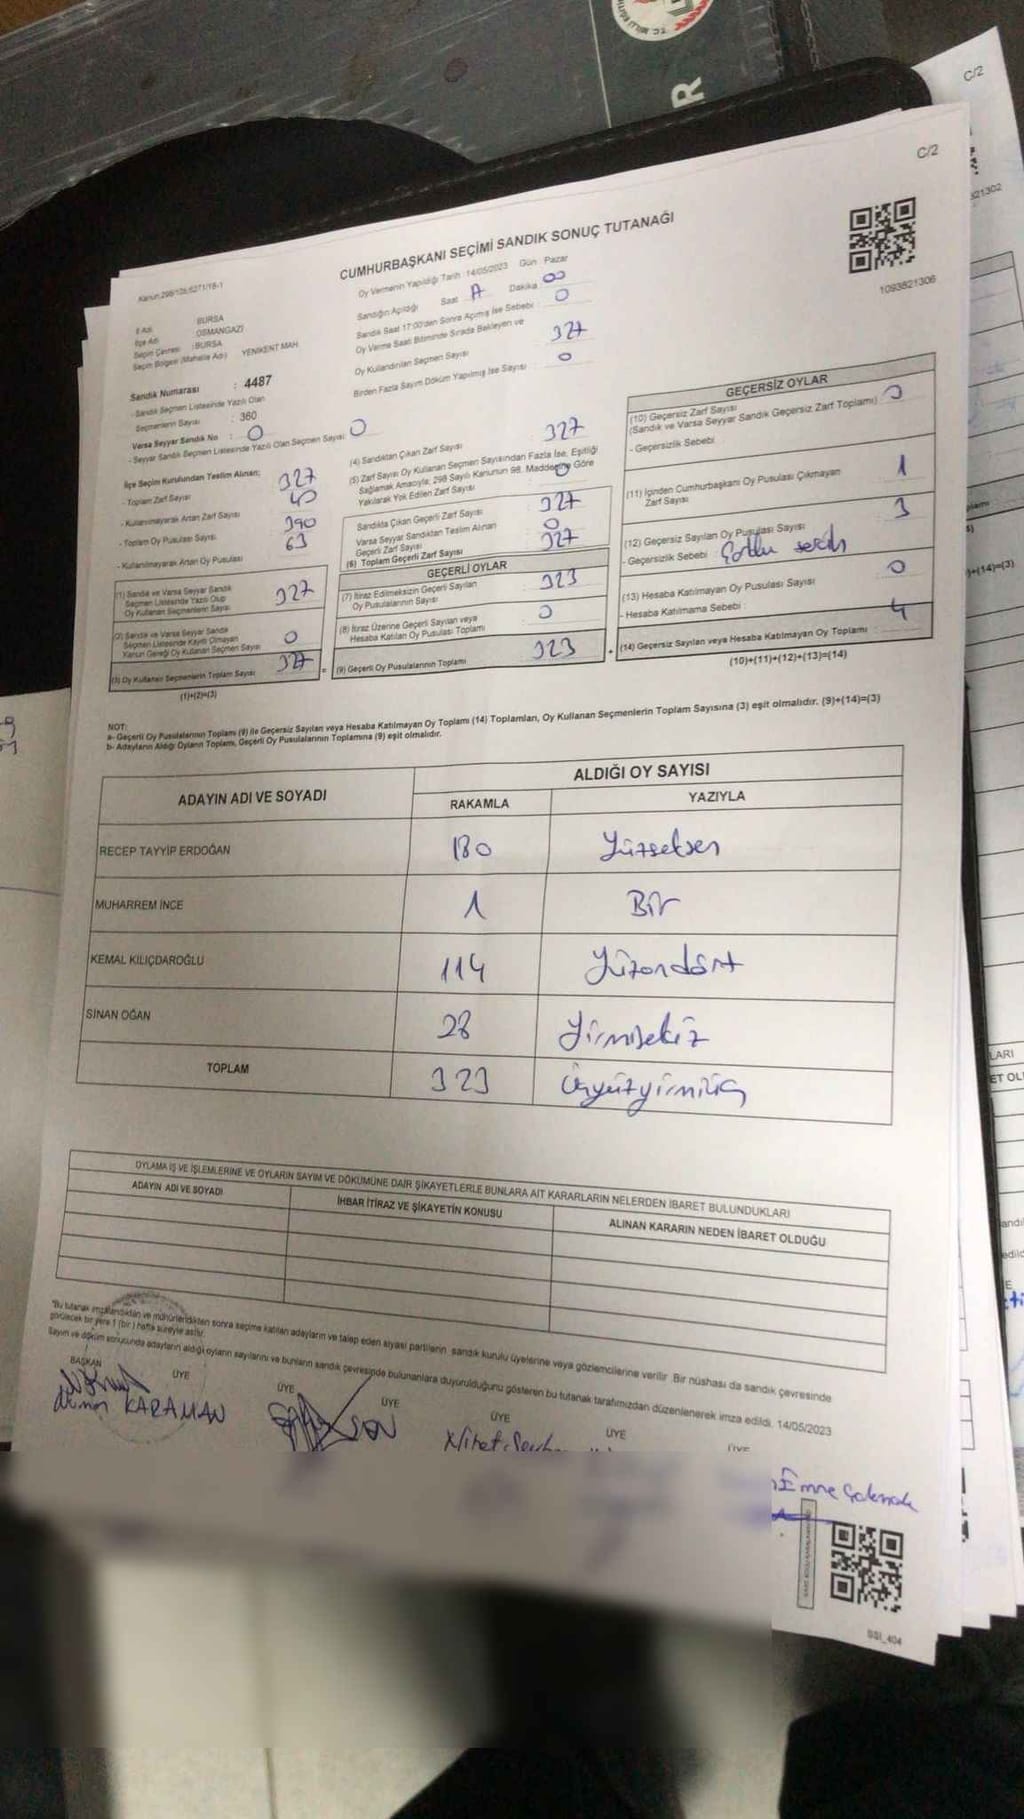 C/2
C/2
CUMHURBAŞKANI SEÇİMİ SANDIK SONUÇ TUTANAĞI
1093821306
Oy Vermenin Yapıldığı Tarih 14/05/2023 Gün Pazar
Sandığın Açıldığı Saat Dakika 00
Sandık Saat 17:00'den Sonra Açılmış İse Sebebi : 0
Oy Verme Saati Bitiminde Sırada Bekleyen ve
Oy Kullandırılan Seçmen Sayısı 327
Birden Fazla Sayım Döküm Yapılmış İse Sayısı : 0
İl Adı : BURSA
İlçe Adı : OSMANGAZİ
Seçim Çevresi : BURSA
Seçim Bölgesi (Mahalle Adı) YENİKENT MAH
Sandık Numarası : 4487
- Sandık Seçmen Listesinde Yazılı Olan
Seçmenlerin Sayısı : 360
Varsa Seyyar Sandık No : 0
- Seyyar Sandık Seçmen Listesinde Yazılı Olan Seçmen Sayısı: 0
İlçe Seçim Kurulundan Teslim Alınan;
- Toplam Zarf Sayısı 327
- Kullanılmayarak Artan Zarf Sayısı
- Toplam Oy Pusulası Sayısı 390
- Kullanılmayarak Artan Oy Pusulası 63
(1) Sandık ve Varsa Seyyar Sandık
Seçmen Listesinde Yazılı Olup
Oy Kullanan Seçmenlerin Sayısı 327
(2) Sandık ve Varsa Seyyar Sandık
Seçmen Listesinde Kayıtlı Olmayan
Kanun Gereği Oy Kullanan Seçmen Sayısı 0
(3) Oy Kullanan Seçmenlerin Toplam Sayısı 327
(1)+(2)=(3)
(4) Sandıktan Çıkan Zarf Sayısı 327
(5) Zarf Sayısı Oy Kullanan Seçmen Sayısından Fazla İse, Eşitliği
Sağlamak Amacıyla; 298 Sayılı Kanunun 98. Maddesine Göre
Yakılarak Yok Edilen Zarf Sayısı 0
Sandıkta Çıkan Geçerli Zarf Sayısı 327
Varsa Seyyar Sandıktan Teslim Alınan
Geçerli Zarf Sayısı 0
(6) Toplam Geçerli Zarf Sayısı 327
GEÇERLİ OYLAR
(7) İtiraz Edilmeksizin Geçerli Sayılan
Oy Pusulalarının Sayısı 323
(8) İtiraz Üzerine Geçerli Sayılan veya
Hesaba Katılan Oy Pusulası Toplamı 0
(9) Geçerli Oy Pusulalarının Toplamı 323
GEÇERSİZ OYLAR
(10) Geçersiz Zarf Sayısı
(Sandık ve Varsa Seyyar Sandık Geçersiz Zarf Toplamı) 0
- Geçersizlik Sebebi
(11) İçinden Cumhurbaşkanı Oy Pusulası Çıkmayan
Zarf Sayısı 1
(12) Geçersiz Sayılan Oy Pusulası Sayısı 3
- Geçersizlik Sebebi
(13) Hesaba Katılmayan Oy Pusulası Sayısı 0
- Hesaba Katılmama Sebebi :
(14) Geçersiz Sayılan veya Hesaba Katılmayan Oy Toplamı 4
(10)+(11)+(12)+(13)=(14)
NOT:
a- Geçerli Oy Pusulalarının Toplamı (9) ile Geçersiz Sayılan veya Hesaba Katılmayan Oy Toplamı (14) Toplamları, Oy Kullanan Seçmenlerin Toplam Sayısına (3) eşit olmalıdır. (9)+(14)=(3)
b- Adayların Aldığı Oyların Toplamı, Geçerli Oy Pusulalarının Toplamına (9) eşit olmalıdır.
ADAYIN ADI VE SOYADI
ALDIĞI OY SAYISI
RAKAMLA YAZIYLA
RECEP TAYYİP ERDOĞAN 180 Yüzseksen
MUHARREM İNCE 1 Bir
KEMAL KILIÇDAROĞLU 114 Yüzondört
SİNAN OĞAN 28 Yirmisekiz
TOPLAM 323 Üçyüzyirmiüç
OYLAMA İŞ VE İŞLEMLERİNE VE OYLARIN SAYIM VE DÖKÜMÜNE DAİR ŞİKAYETLERLE BUNLARA AİT KARARLARIN NELERDEN İBARET BULUNDUKLARI
ADAYIN ADI VE SOYADI
İHBAR İTİRAZ VE ŞİKAYETİN KONUSU
ALINAN KARARIN NEDEN İBARET OLDUĞU
"Bu tutanak imzalandıktan ve mühürlendikten sonra seçime katılan adayların ve talep eden siyasi partilerin sandık kurulu üyelerine veya gözlemcilerine verilir. Bir nüshası da sandık çevresinde
görülecek bir yere 1 (bir) hafta süreyle asılır.
Sayım ve döküm sonucunda adayların aldığı oyların sayılarını ve bunların sandık çevresinde bulunanlara duyurulduğunu gösteren bu tutanak tarafımızdan düzenlenerek imza edildi. 14/05/2023
BAŞKAN ÜYE ÜYE ÜYE ÜYE ÜYE ÜYE
KARAMAN
Emne
SSI_404